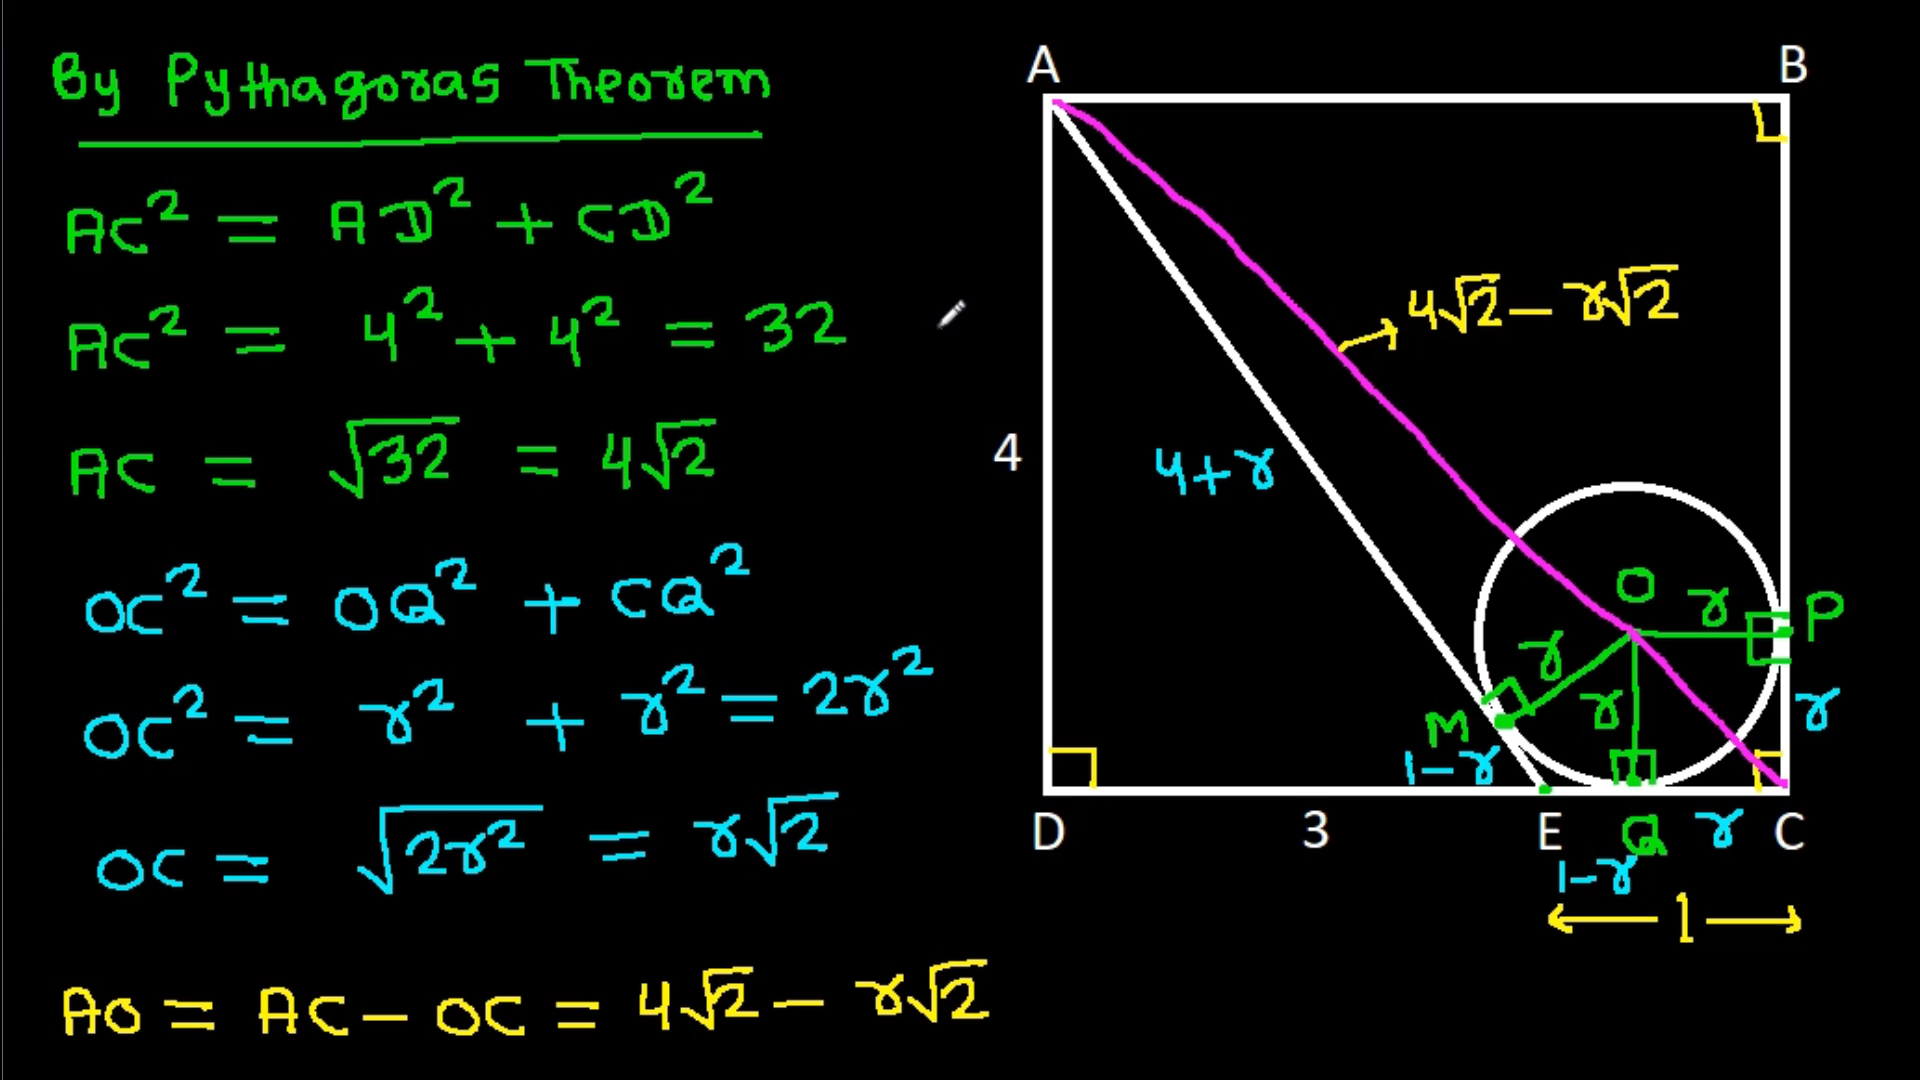 By Pythagoras Theorem
AC² = AD² + CD²
AC² = 4² + 4² = 32
AC = √32 = 4√2
OC² = OQ² + CQ²
OC² = r² + r² = 2r²
OC = √2r² = r√2
AO = AC - OC = 4√2 - r√2
A B
4√2 - r√2
4
4+r
O r P
r
r
M
r
1-r
D 3 E Q r C
1-r
1